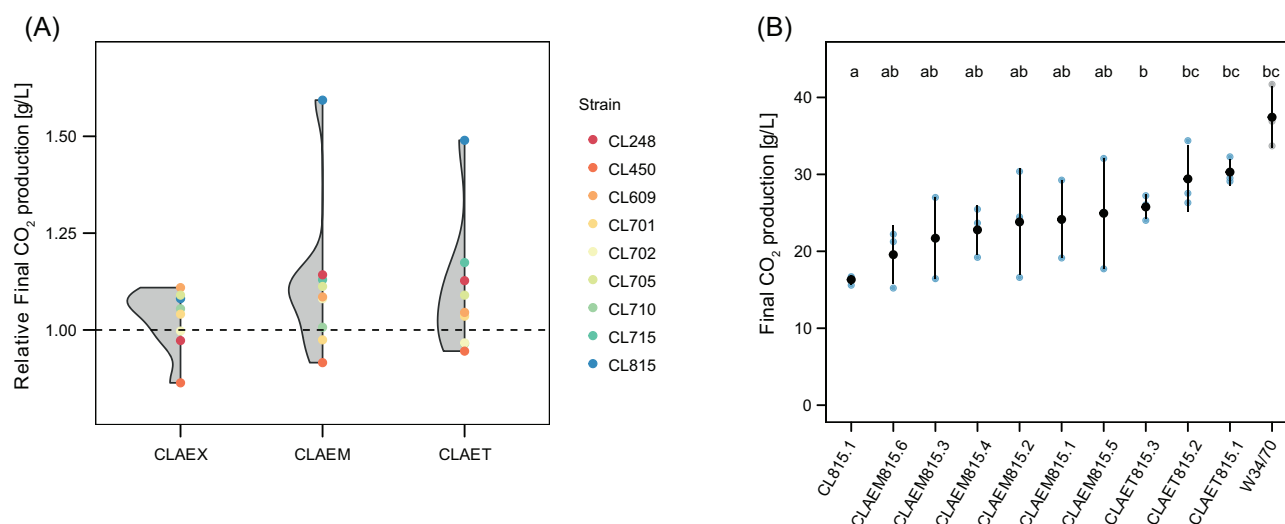 (A)
Relative Final CO2 production [g/L]
1.50
1.25
1.00
CLAEX
CLAEM
CLAET
Strain
CL248
CL450
CL609
CL701
CL702
CL705
CL710
CL715
CL815
(B)
Final CO2 production [g/L]
a ab ab ab ab ab ab b bc bc bc
40
30
20
10
0
CL815.1
CLAEM815.6
CLAEM815.3
CLAEM815.4
CLAEM815.2
CLAEM815.1
CLAEM815.5
CLAET815.3
CLAET815.2
CLAET815.1
W34/70